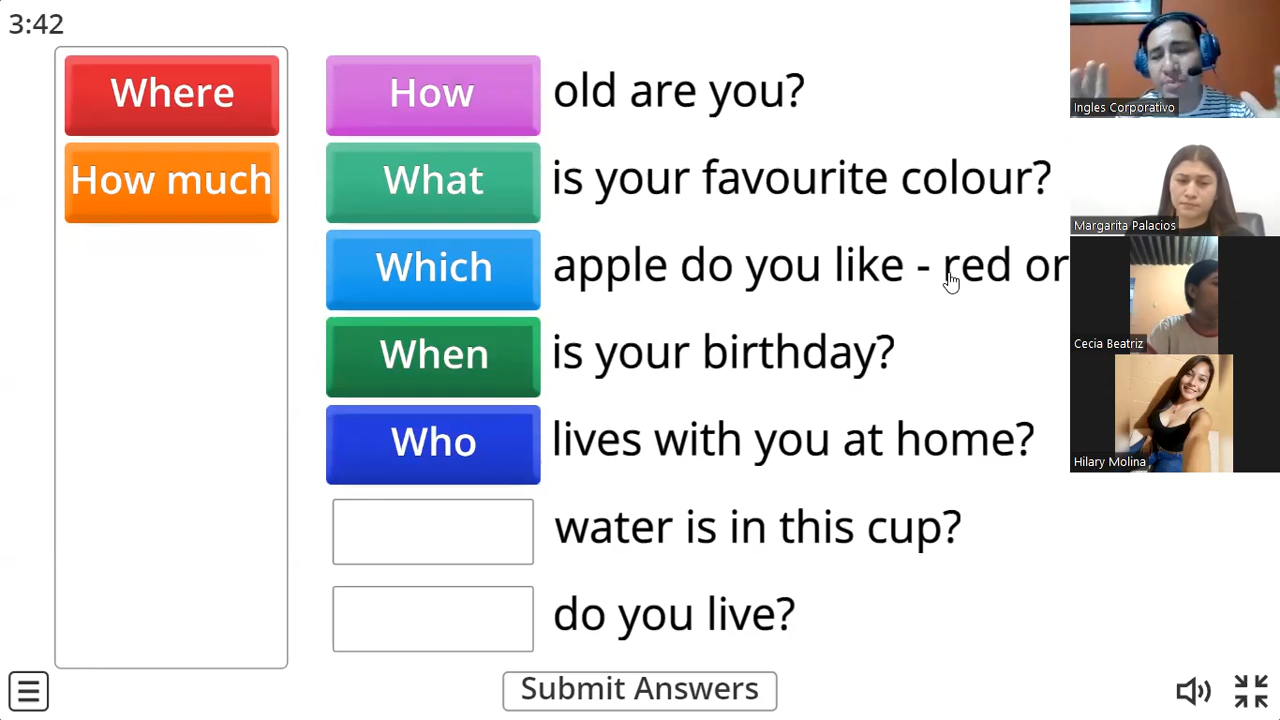 3:42
Where
How much
How old are you?
What is your favourite colour?
Which apple do you like - red or
When is your birthday?
Who lives with you at home?
water is in this cup?
do you live?
Submit Answers
Ingles Corporativo
Margarita Palacios
Cecia Beatriz
Hilary Molina